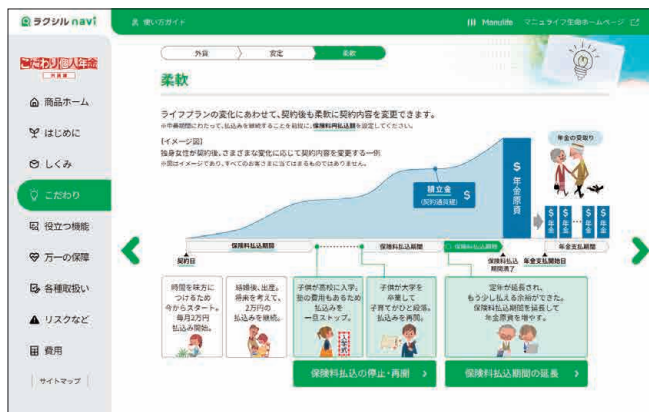 ラクシル navi
使い方ガイド
Manulife マニュライフ生命ホームページ
こだわり個人年金
外貨建
商品ホーム
はじめに
しくみ
こだわり
役立つ機能
万一の保障
各種取扱い
リスクなど
費用
サイトマップ
外貨
安定
柔軟
柔軟
ライフプランの変化にあわせて、契約後も柔軟に契約内容を変更できます。
※中長期間にわたって、払込みを継続することを前提に、保険料円払込額を設定してください。
[イメージ図]
独身女性が契約後、さまざまな変化に応じて契約内容を変更する一例
※図はイメージであり、すべてのお客さまに当てはまるものではありません。
積立金
(契約通貨建)
$
$
年金原資
年金の受取り
$ 年金
$ 年金
$ 年金
$ 年金
契約日
保険料払込期間
保険料払込期間
保険料払込期間
保険料払込期間満了
年金支払開始日
年金支払期間
時間を味方に
つけるため
今からスタート。
毎月2万円
払込み開始。
結婚後、出産。
将来を考えて、
2万円の
払込みを継続。
子供が高校に入学。
塾の費用もあるため
払込みを
一旦ストップ。
入学式
子供が大学を
卒業して
子育てがひと段落。
払込みを再開。
定年が延長され、
もう少し払える余裕ができた。
保険料払込期間を延長して
年金原資を増やす。
保険料払込の停止・再開
保険料払込期間の延長